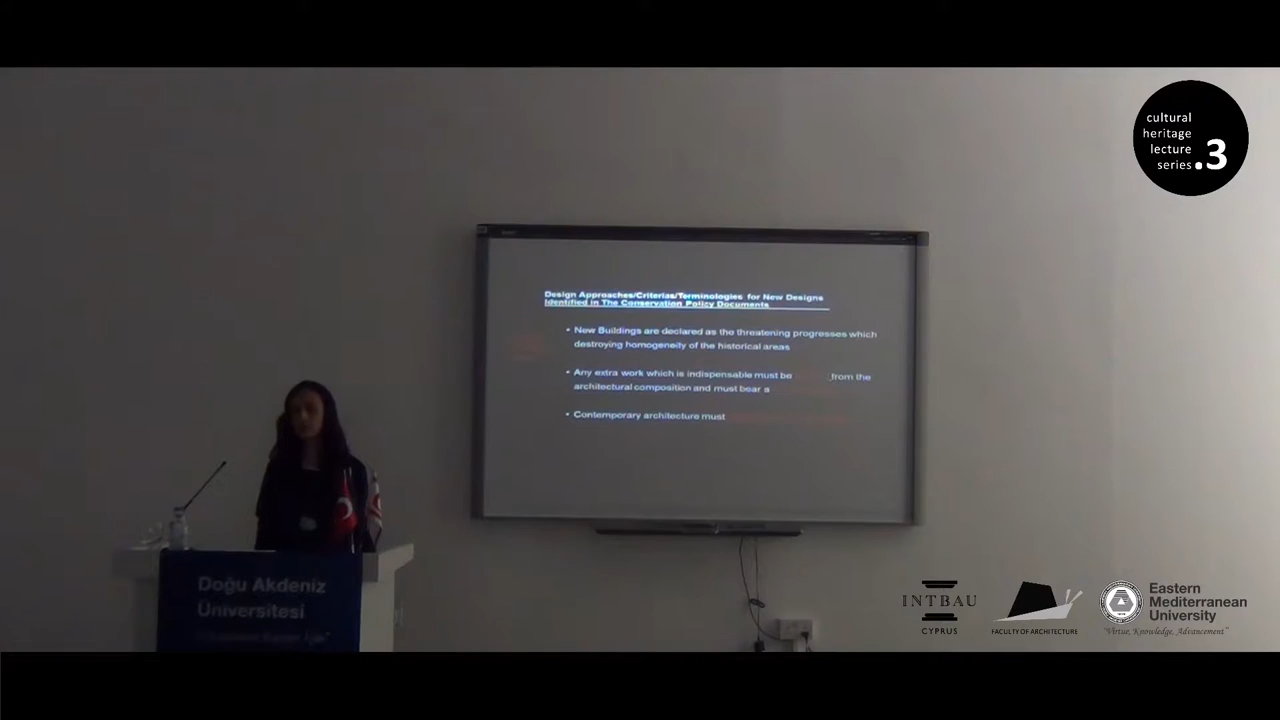 cultural
heritage
lecture
series.3
Design Approaches/Criterias/Terminologies for New Designs
Identified in The Conservation Policy Documents
• New Buildings are declared as the threatening progresses which
destroying homogeneity of the historical areas
• Any extra work which is indispensable must be from the
architectural composition and must bear a
• Contemporary architecture must
Doğu Akdeniz
Üniversitesi
INTBAU
CYPRUS
FACULTY OF ARCHITECTURE
Eastern
Mediterranean
University
"Virtue, Knowledge, Advancement"